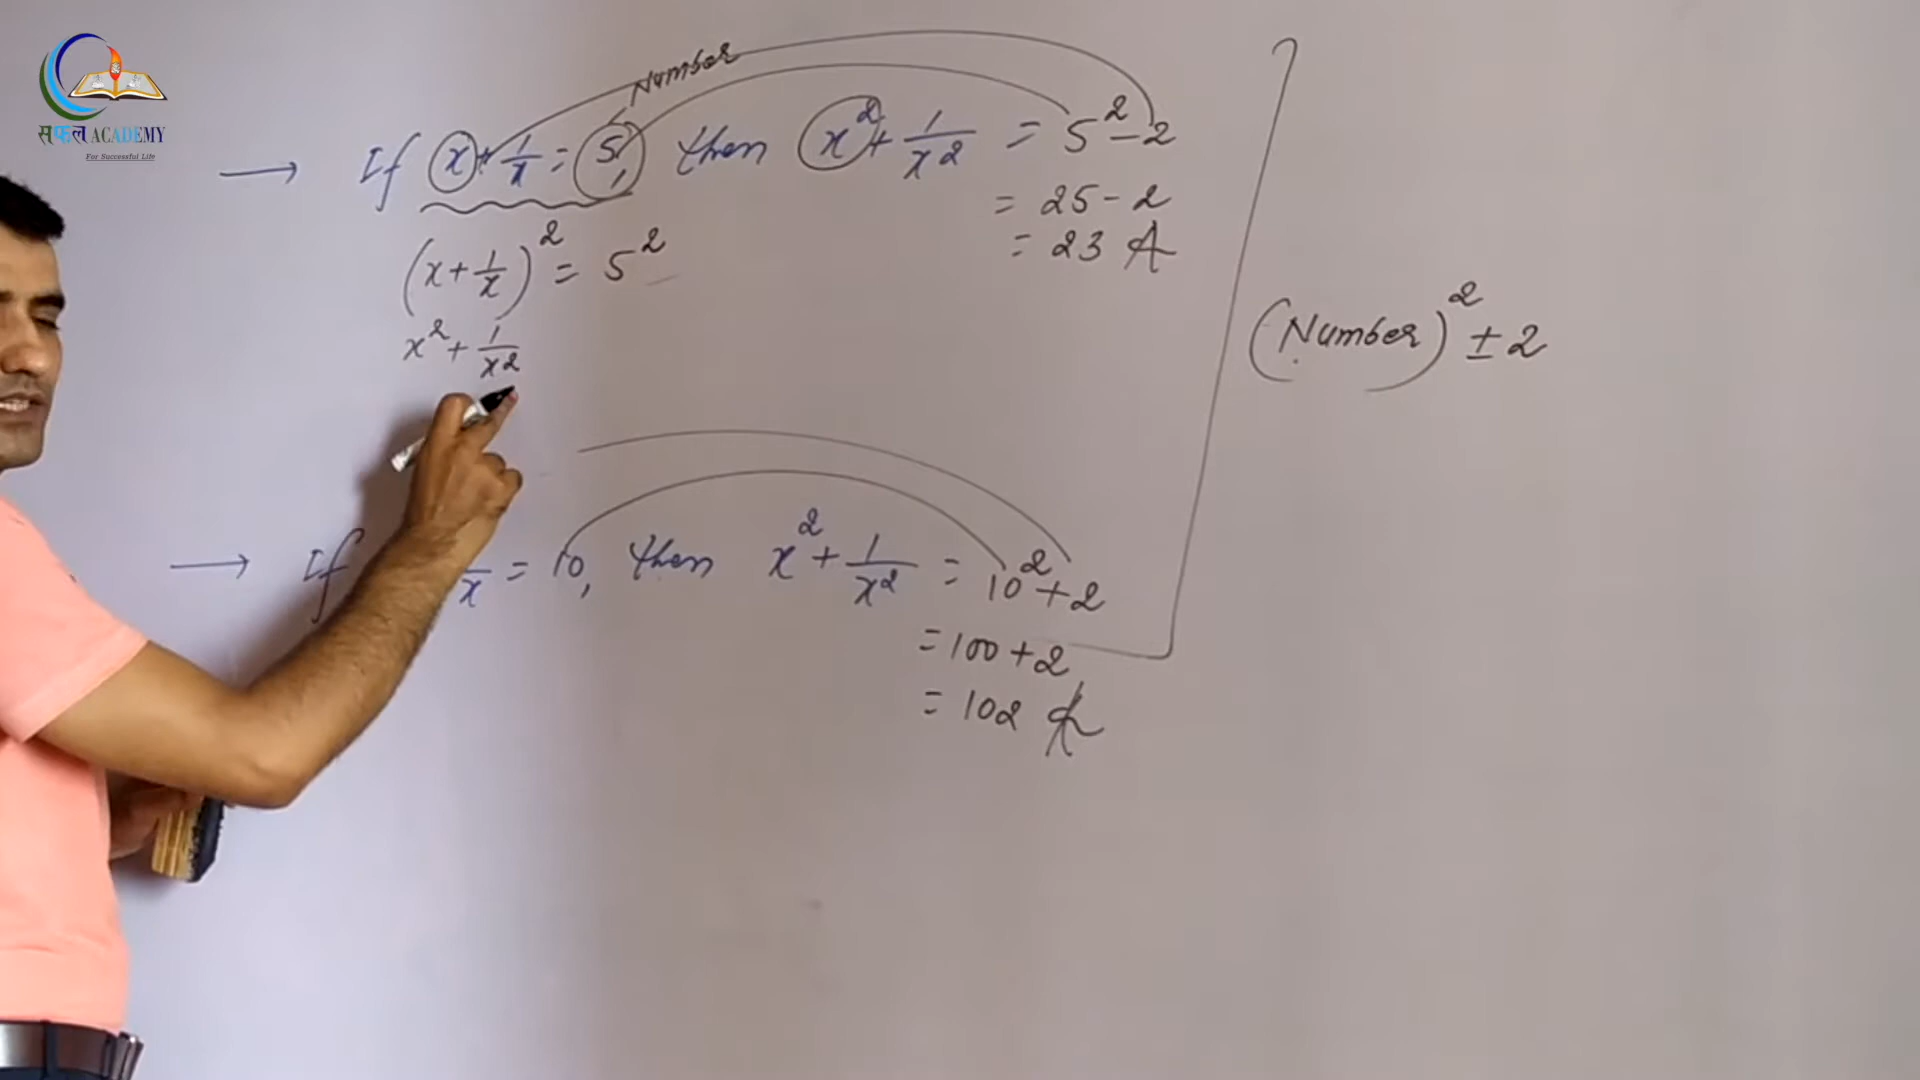 सफल ACADEMY
For Successful Life
Number
→ If x + 1/x = 5, then x² + 1/x² = 5² - 2
= 25 - 2
= 23 A
(x + 1/x)² = 5²
x² + 1/x²
(Number)² ± 2
→ If x = 10, then x² + 1/x² = 10² + 2
= 100 + 2
= 102 A